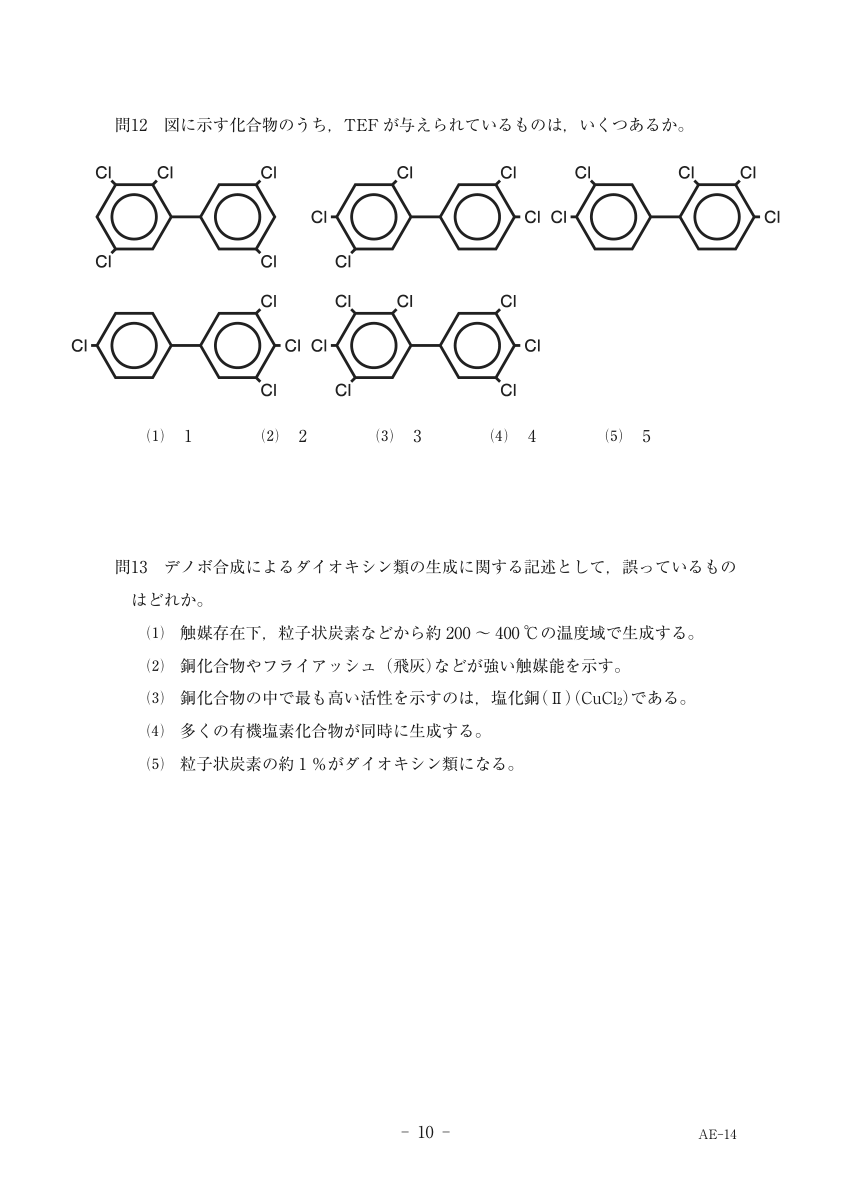 問12 図に示す化合物のうち，TEF が与えられているものは，いくつあるか。
Cl Cl Cl Cl Cl Cl Cl Cl Cl
Cl Cl Cl Cl
Cl Cl Cl Cl
Cl Cl Cl Cl
Cl Cl Cl Cl
Cl Cl Cl
⑴ 1 ⑵ 2 ⑶ 3 ⑷ 4 ⑸ 5
問13 デノボ合成によるダイオキシン類の生成に関する記述として，誤っているもの
はどれか。
⑴ 触媒存在下，粒子状炭素などから約 200 ～ 400 ℃の温度域で生成する。
⑵ 銅化合物やフライアッシュ（飛灰）などが強い触媒能を示す。
⑶ 銅化合物の中で最も高い活性を示すのは，塩化銅(Ⅱ)(CuCl₂)である。
⑷ 多くの有機塩素化合物が同時に生成する。
⑸ 粒子状炭素の約 1 %がダイオキシン類になる。
− 10 −
AE−14